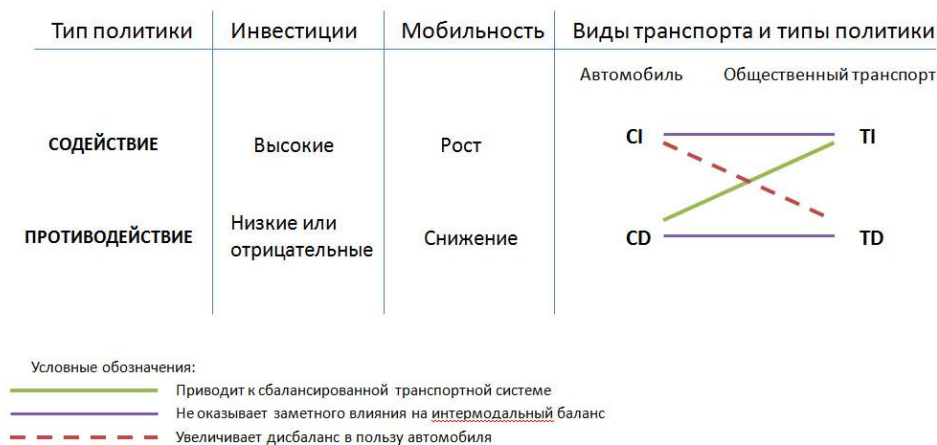 Тип политики
Инвестиции
Мобильность
Виды транспорта и типы политики
Автомобиль
Общественный транспорт
СОДЕЙСТВИЕ
Высокие
Рост
CI
TI
ПРОТИВОДЕЙСТВИЕ
Низкие или
отрицательные
Снижение
CD
TD
Условные обозначения:
Приводит к сбалансированной транспортной системе
Не оказывает заметного влияния на интермодальный баланс
Увеличивает дисбаланс в пользу автомобиля